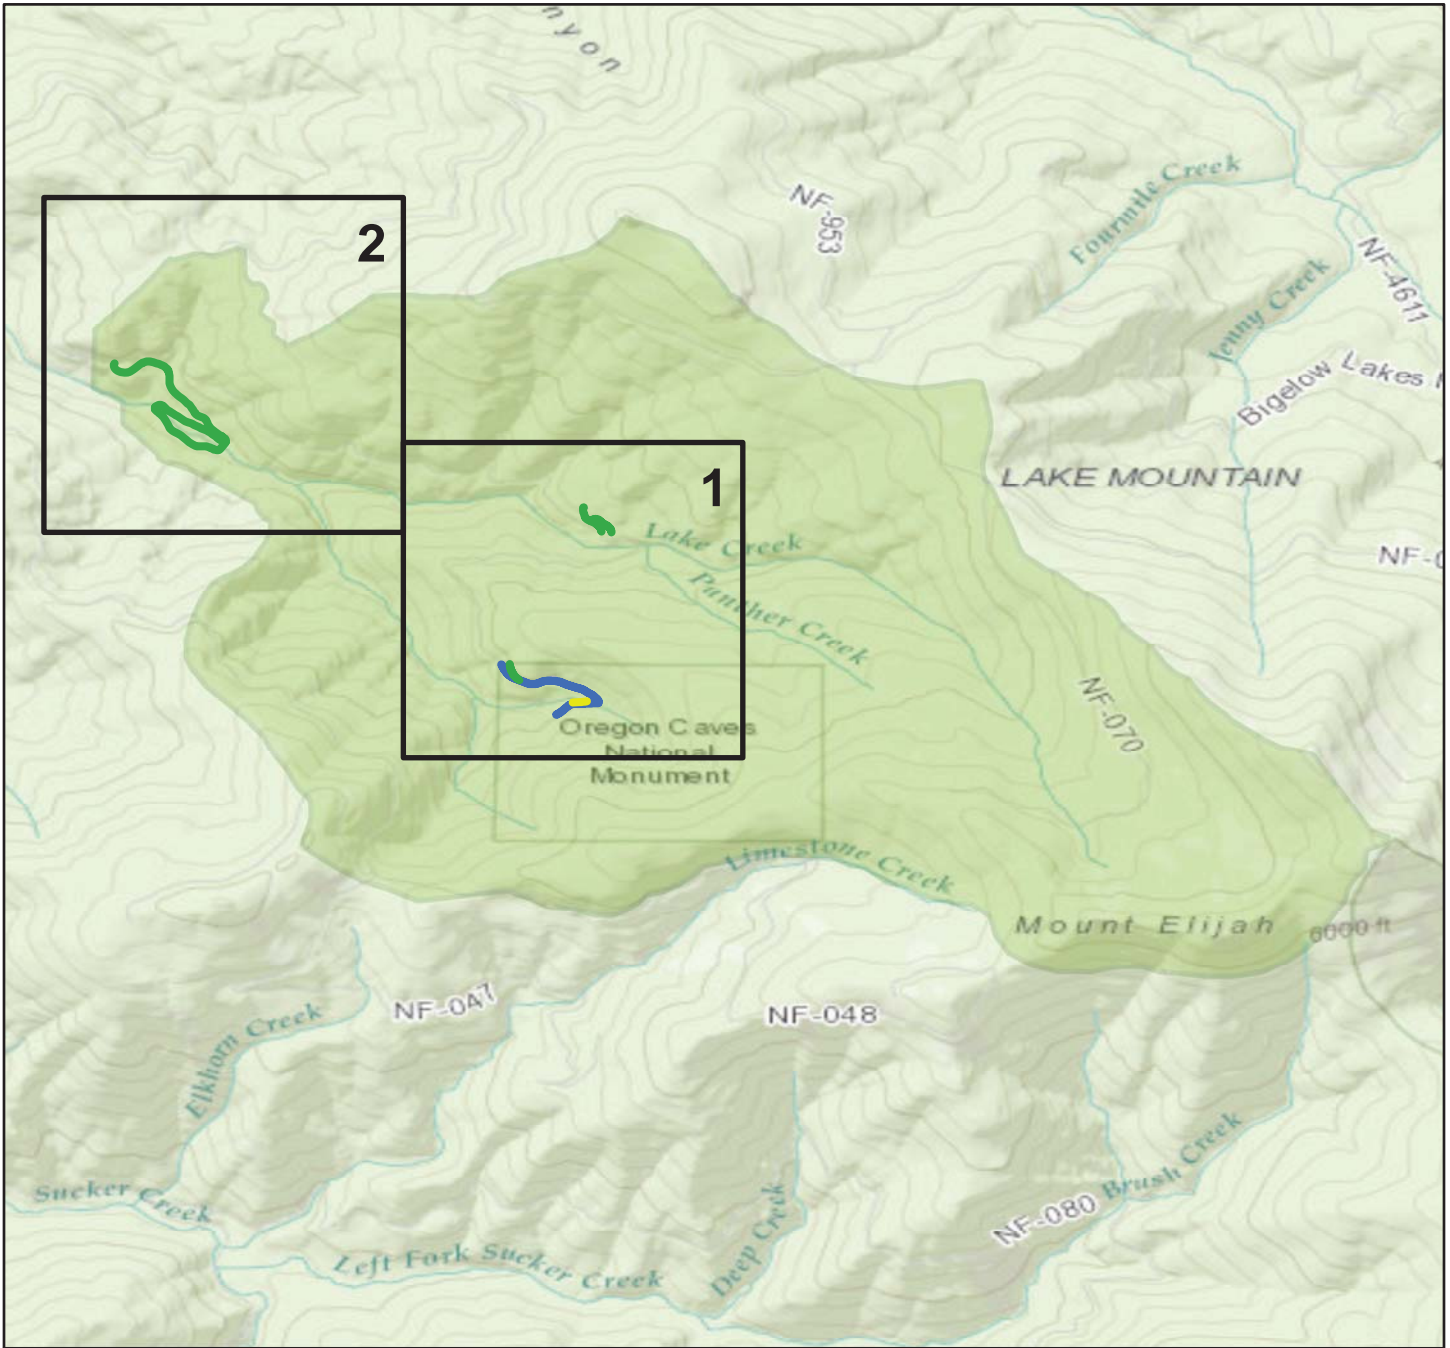 nyon
Fourmile Creek
NF-953
2
NF-4611
Jenny Creek
Bigelow Lakes
LAKE MOUNTAIN
1
Lake Creek
NF-0
Panther Creek
NF-070
Oregon Caves
National
Monument
Limestone Creek
Mount Elijah
6000 ft
NF-047
NF-048
Elkhorn Creek
Brush Creek
Sucker Creek
NF-080
Deep Creek
Left Fork Sucker Creek